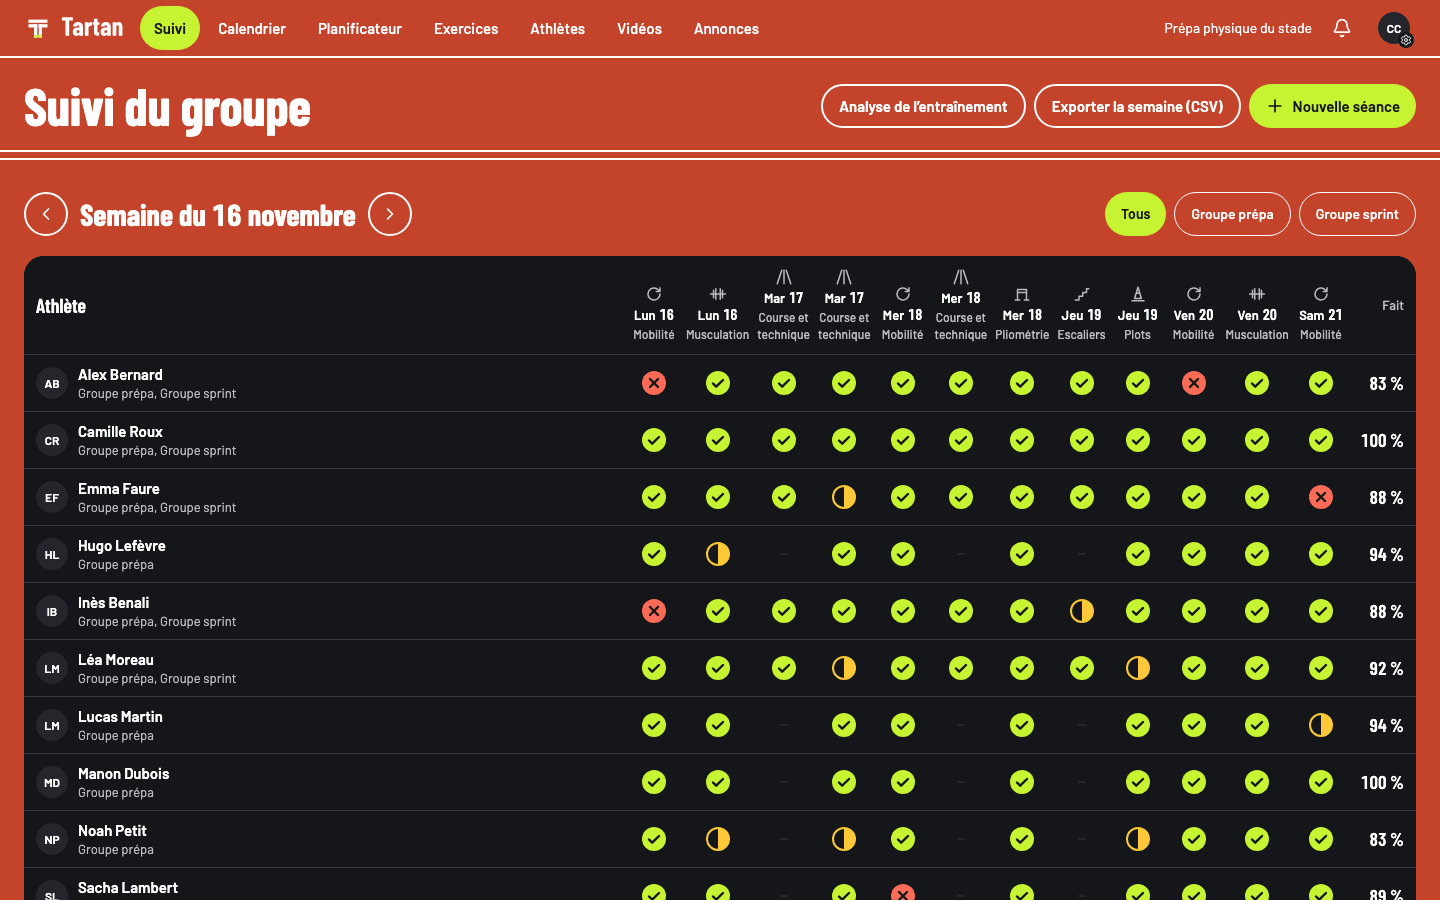 Tartan
Suivi
Calendrier
Planificateur
Exercices
Athlètes
Vidéos
Annonces
Prépa physique du stade
CC
Suivi du groupe
Analyse de l'entraînement
Exporter la semaine (CSV)
Nouvelle séance
Semaine du 16 novembre
Tous
Groupe prépa
Groupe sprint
Athlète
Lun 16
Mobilité
Lun 16
Musculation
Mar 17
Course et
technique
Mar 17
Course et
technique
Mer 18
Mobilité
Mer 18
Course et
technique
Mer 18
Pliométrie
Jeu 19
Escaliers
Jeu 19
Plots
Ven 20
Mobilité
Ven 20
Musculation
Sam 21
Mobilité
Fait
AB
Alex Bernard
Groupe prépa, Groupe sprint
83 %
CR
Camille Roux
Groupe prépa, Groupe sprint
100 %
EF
Emma Faure
Groupe prépa, Groupe sprint
88 %
HL
Hugo Lefèvre
Groupe prépa
94 %
IB
Inès Benali
Groupe prépa, Groupe sprint
88 %
LM
Léa Moreau
Groupe prépa, Groupe sprint
92 %
LM
Lucas Martin
Groupe prépa
94 %
MD
Manon Dubois
Groupe prépa
100 %
NP
Noah Petit
Groupe prépa
83 %
SL
Sacha Lambert
89 %